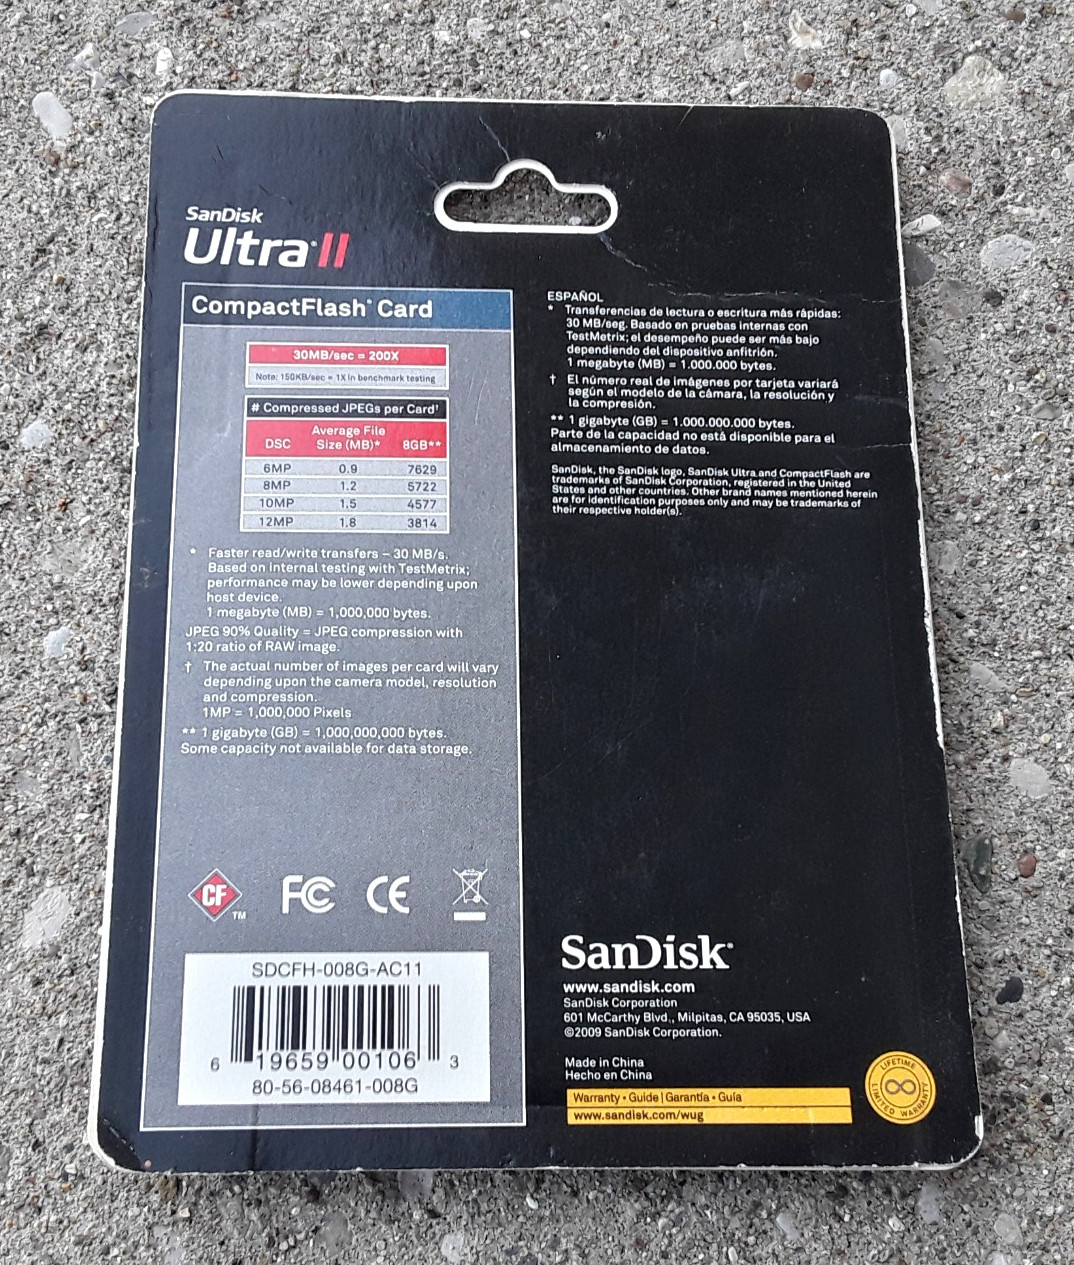 SanDisk
Ultra® II
CompactFlash® Card
30MB/sec = 200X
Note: 150KB/sec = 1X in benchmark testing
# Compressed JPEGs per Card†
DSC Average File Size (MB)* 8GB**
6MP 0.9 7629
8MP 1.2 5722
10MP 1.5 4577
12MP 1.8 3814
* Faster read/write transfers – 30 MB/s.
Based on internal testing with TestMetrix;
performance may be lower depending upon
host device.
1 megabyte (MB) = 1,000,000 bytes.
JPEG 90% Quality = JPEG compression with
1:20 ratio of RAW image.
† The actual number of images per card will vary
depending upon the camera model, resolution
and compression.
1MP = 1,000,000 Pixels
** 1 gigabyte (GB) = 1,000,000,000 bytes.
Some capacity not available for data storage.
CF TM
FC CE
SDCFH-008G-AC11
6 19659 00106 3
80-56-08461-008G
ESPAÑOL
* Transferencias de lectura o escritura más rápidas:
30 MB/seg. Basado en pruebas internas con
TestMetrix; el desempeño puede ser más bajo
dependiendo del dispositivo anfitrión.
1 megabyte (MB) = 1.000.000 bytes.
† El número real de imágenes por tarjeta variará
según el modelo de la cámara, la resolución y
la compresión.
** 1 gigabyte (GB) = 1.000.000.000 bytes.
Parte de la capacidad no está disponible para el
almacenamiento de datos.
SanDisk, the SanDisk logo, SanDisk Ultra and CompactFlash are
trademarks of SanDisk Corporation, registered in the United
States and other countries. Other brand names mentioned herein
are for identification purposes only and may be trademarks of
their respective holder(s).
SanDisk®
www.sandisk.com
SanDisk Corporation
601 McCarthy Blvd., Milpitas, CA 95035, USA
©2009 SanDisk Corporation.
Made in China
Hecho en China
Warranty • Guide | Garantía • Guía
www.sandisk.com/wug
LIFETIME
LIMITED WARRANTY